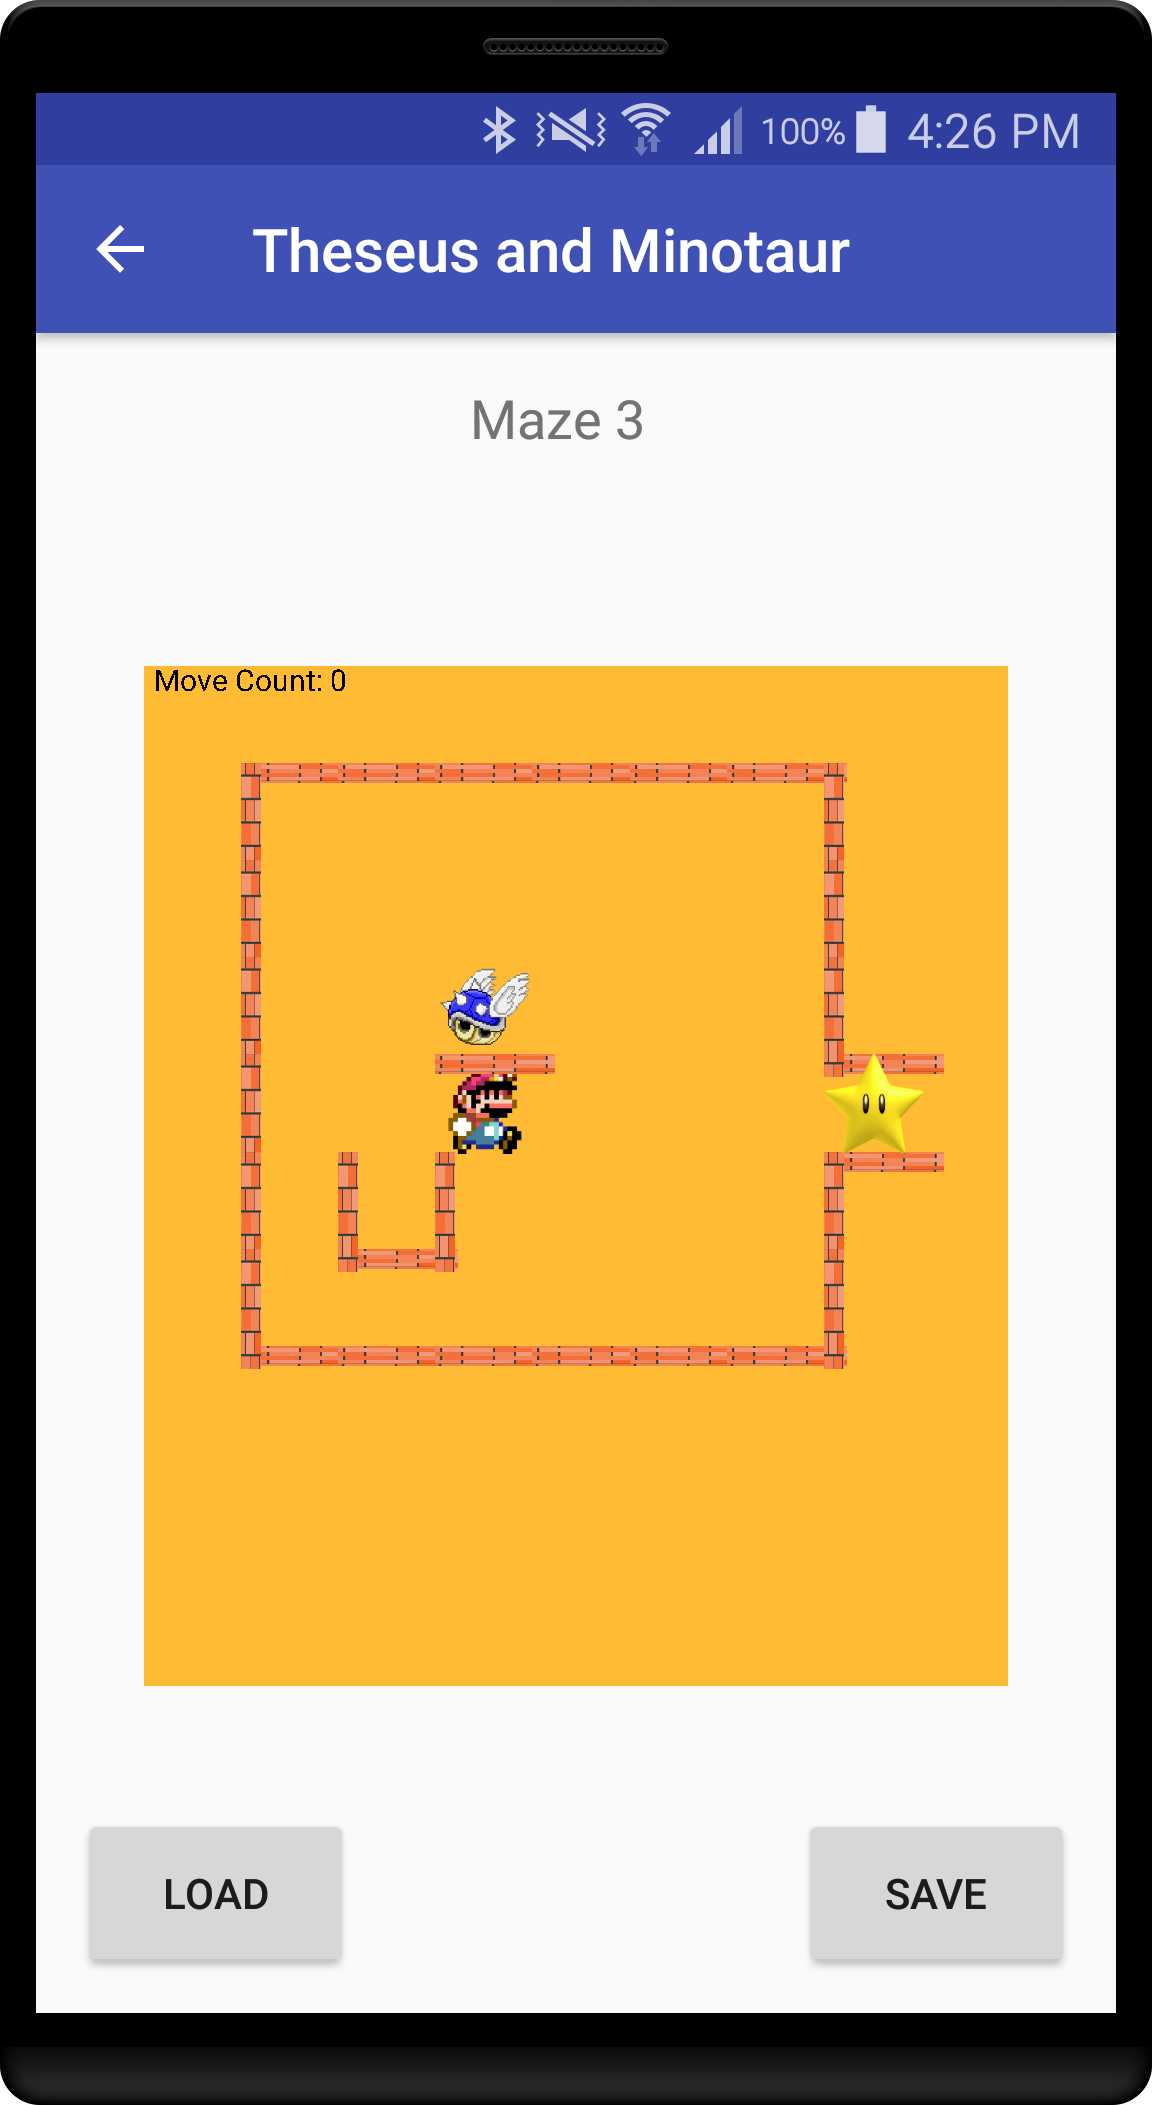 100% 4:26 PM
Theseus and Minotaur
Maze 3
Move Count: 0
LOAD
SAVE